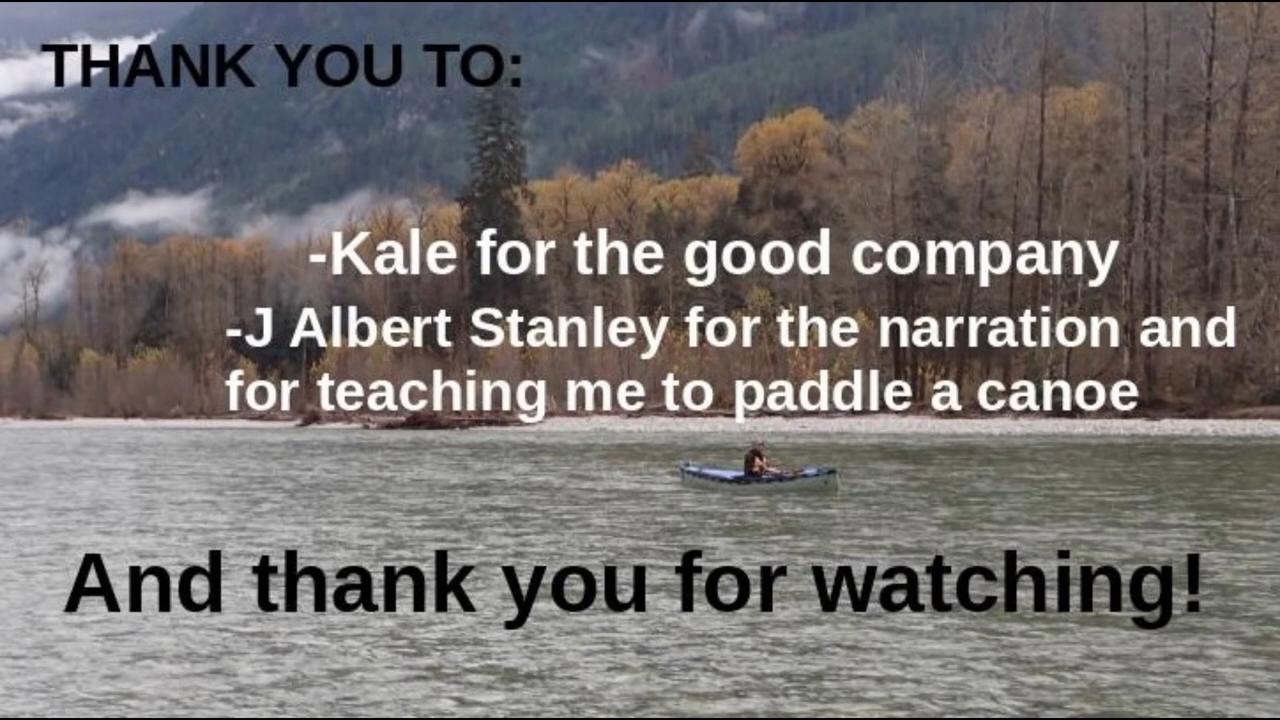 THANK YOU TO:
-Kale for the good company
-J Albert Stanley for the narration and
for teaching me to paddle a canoe
And thank you for watching!